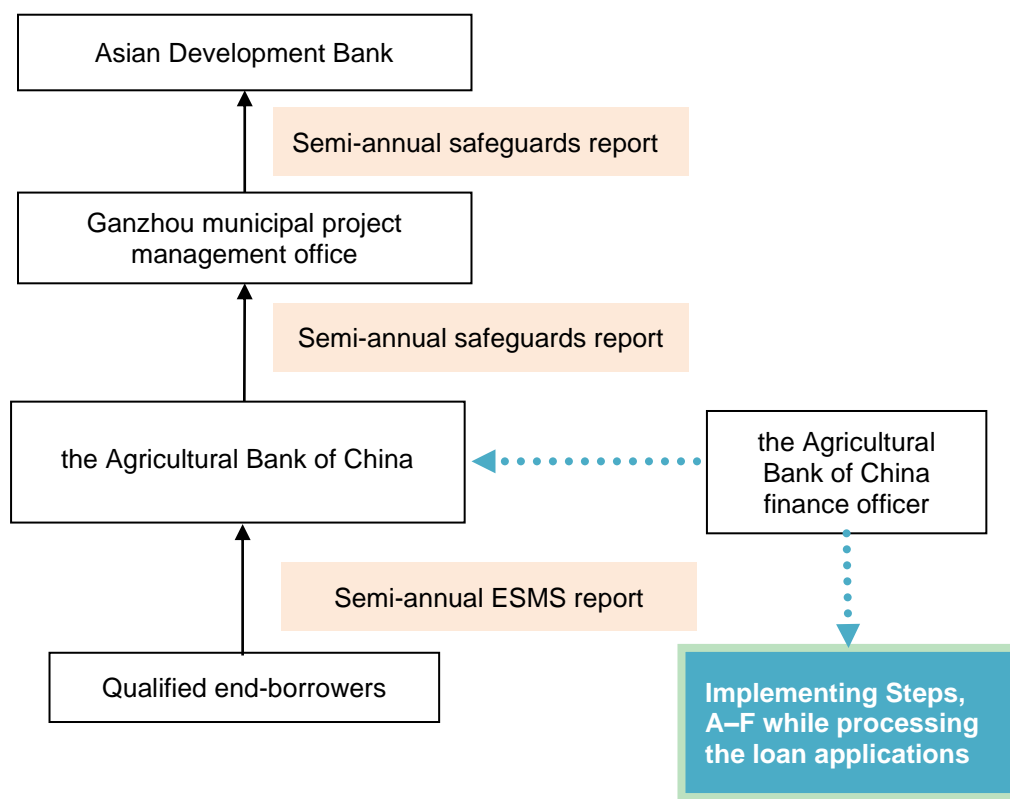 Asian Development Bank
Semi-annual safeguards report
Ganzhou municipal project
management office
Semi-annual safeguards report
the Agricultural Bank of China
the Agricultural
Bank of China
finance officer
Semi-annual ESMS report
Qualified end-borrowers
Implementing Steps,
A–F while processing
the loan applications